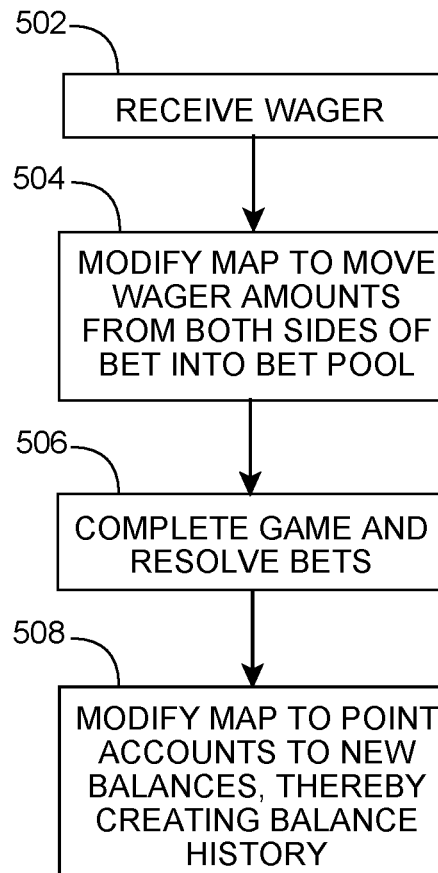 502
RECEIVE WAGER
504
MODIFY MAP TO MOVE
WAGER AMOUNTS
FROM BOTH SIDES OF
BET INTO BET POOL
506
COMPLETE GAME AND
RESOLVE BETS
508
MODIFY MAP TO POINT
ACCOUNTS TO NEW
BALANCES, THEREBY
CREATING BALANCE
HISTORY